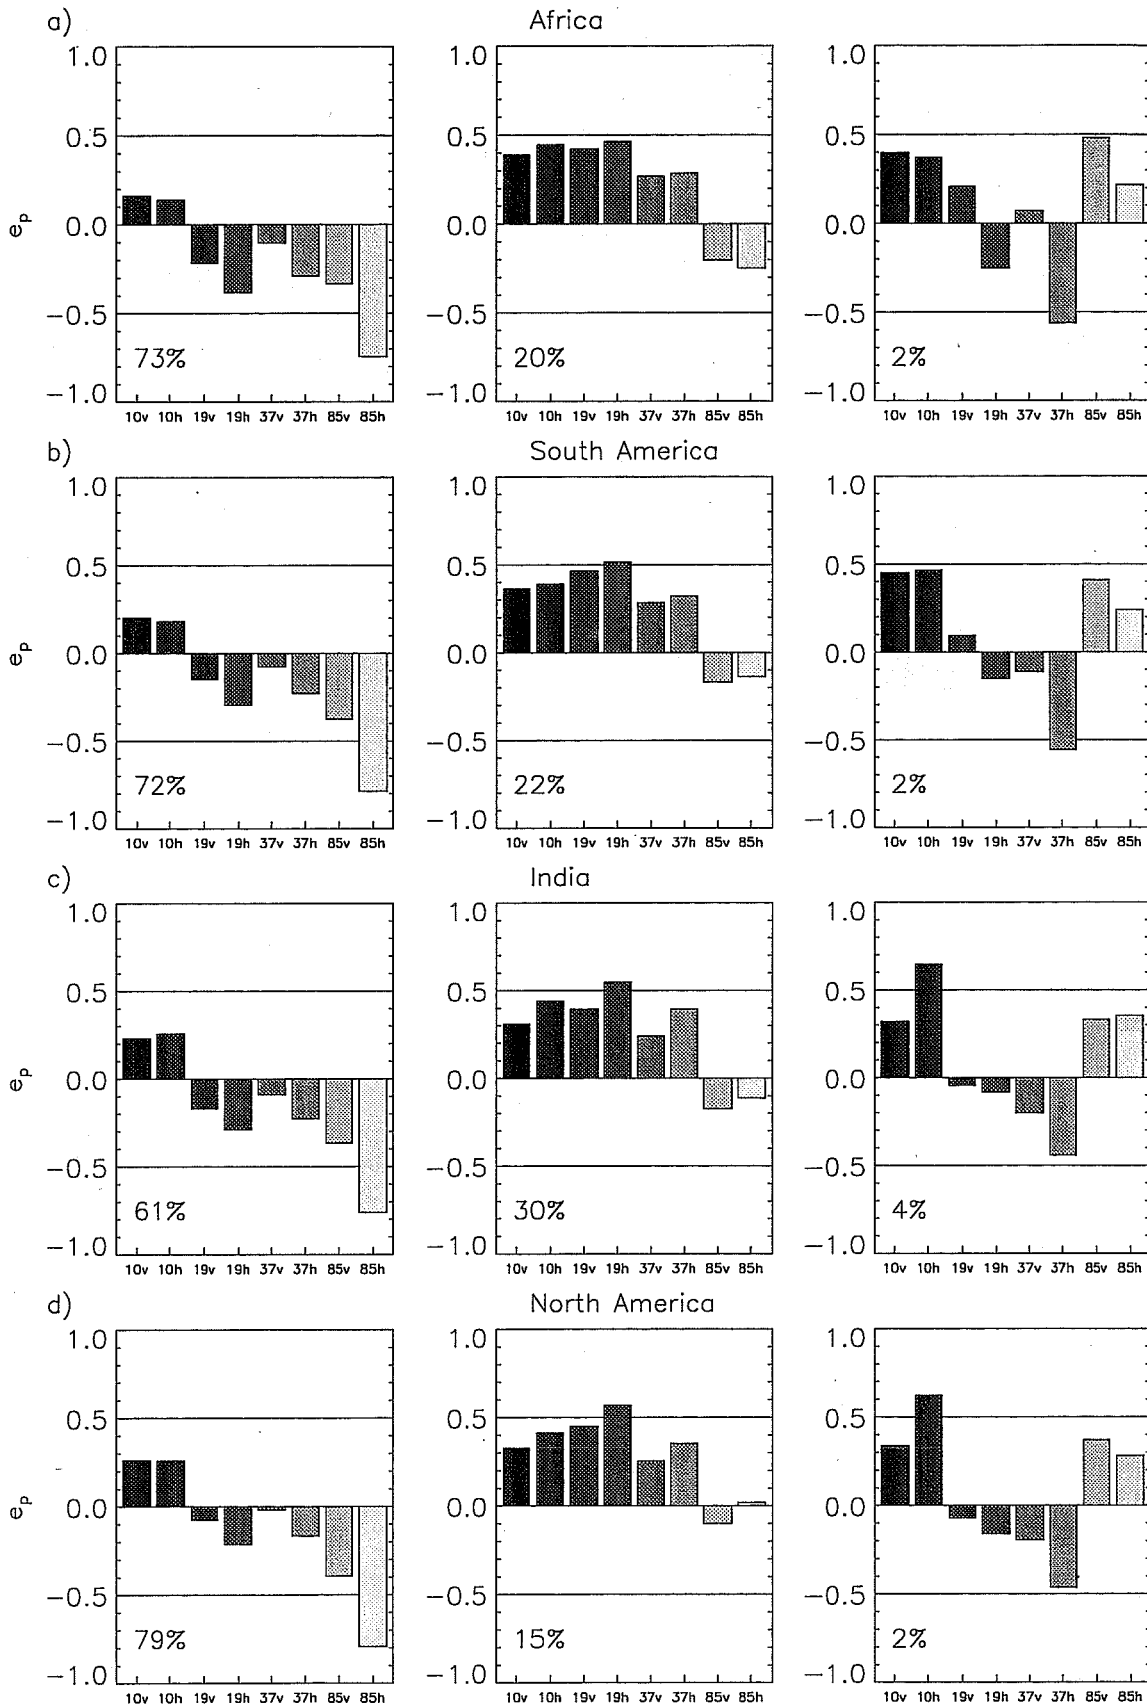 a) Africa
1.0 1.0 1.0
0.5 0.5 0.5
e_p 0.0 0.0 0.0
−0.5 −0.5 −0.5
73% 20% 2%
−1.0 −1.0 −1.0
10v 10h 19v 19h 37v 37h 85v 85h 10v 10h 19v 19h 37v 37h 85v 85h 10v 10h 19v 19h 37v 37h 85v 85h
b) South America
1.0 1.0 1.0
0.5 0.5 0.5
e_p 0.0 0.0 0.0
−0.5 −0.5 −0.5
72% 22% 2%
−1.0 −1.0 −1.0
10v 10h 19v 19h 37v 37h 85v 85h 10v 10h 19v 19h 37v 37h 85v 85h 10v 10h 19v 19h 37v 37h 85v 85h
c) India
1.0 1.0 1.0
0.5 0.5 0.5
e_p 0.0 0.0 0.0
−0.5 −0.5 −0.5
61% 30% 4%
−1.0 −1.0 −1.0
10v 10h 19v 19h 37v 37h 85v 85h 10v 10h 19v 19h 37v 37h 85v 85h 10v 10h 19v 19h 37v 37h 85v 85h
d) North America
1.0 1.0 1.0
0.5 0.5 0.5
e_p 0.0 0.0 0.0
−0.5 −0.5 −0.5
79% 15% 2%
−1.0 −1.0 −1.0
10v 10h 19v 19h 37v 37h 85v 85h 10v 10h 19v 19h 37v 37h 85v 85h 10v 10h 19v 19h 37v 37h 85v 85h